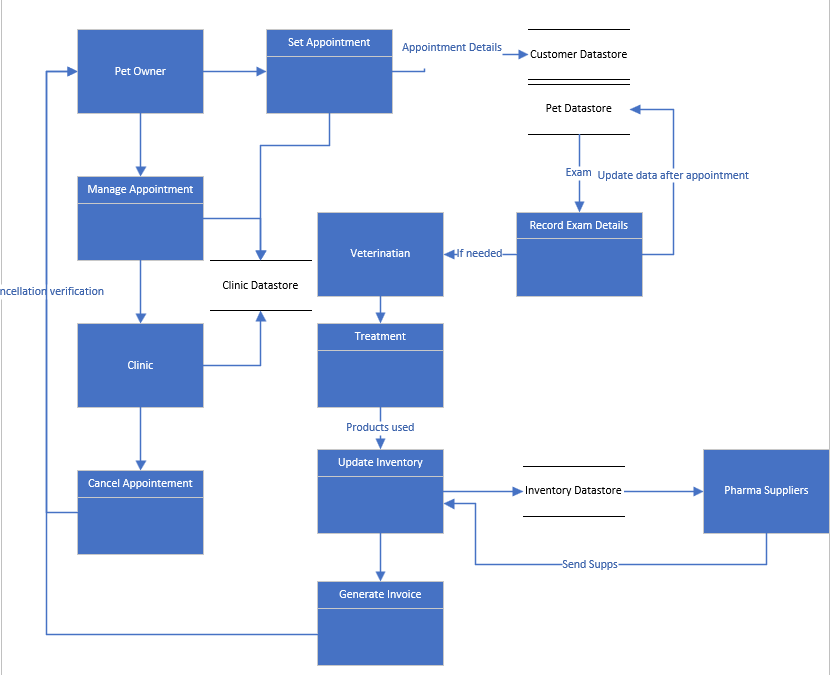 Pet Owner
Set Appointment
Appointment Details
Customer Datastore
Pet Datastore
Exam
Update data after appointment
Manage Appointment
Record Exam Details
Veterinatian
If needed
Clinic Datastore
ncellation verification
Treatment
Clinic
Products used
Update Inventory
Cancel Appointement
Inventory Datastore
Pharma Suppliers
Send Supps
Generate Invoice